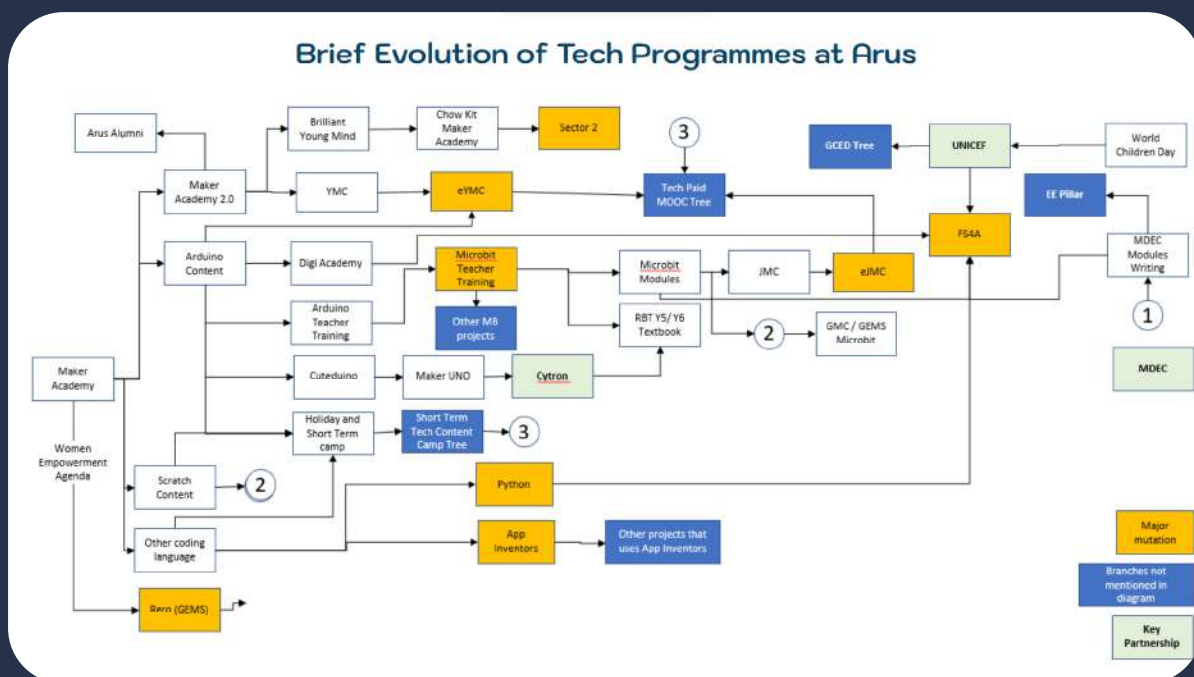 Brief Evolution of Tech Programmes at Arus
Arus Alumni
Brilliant
Young Mind
Chow Kit
Maker
Academy
Sector 2
3
GCED Tree
UNICEF
World
Children Day
Maker
Academy 2.0
YMC
eYMC
Tech Paid
MOOC Tree
EE Pillar
FS4A
Arduino
Content
Digi Academy
Microbit
Teacher
Training
Microbit
Modules
JMC
eJMC
MDEC
Modules
Writing
Arduino
Teacher
Training
Other MB
projects
RBT Y5/ Y6
Textbook
2
GMC / GEMS
Microbit
1
Maker
Academy
Cuteduino
Maker UNO
Cytron
MDEC
Holiday and
Short Term
camp
Short Term
Tech Content
Camp Tree
3
Women
Empowerment
Agenda
Scratch
Content
2
Python
Other coding
language
App
Inventors
Other projects that
uses App Inventors
Major
mutation
Branches not
mentioned in
diagram
(GEMS)
Key
Partnership